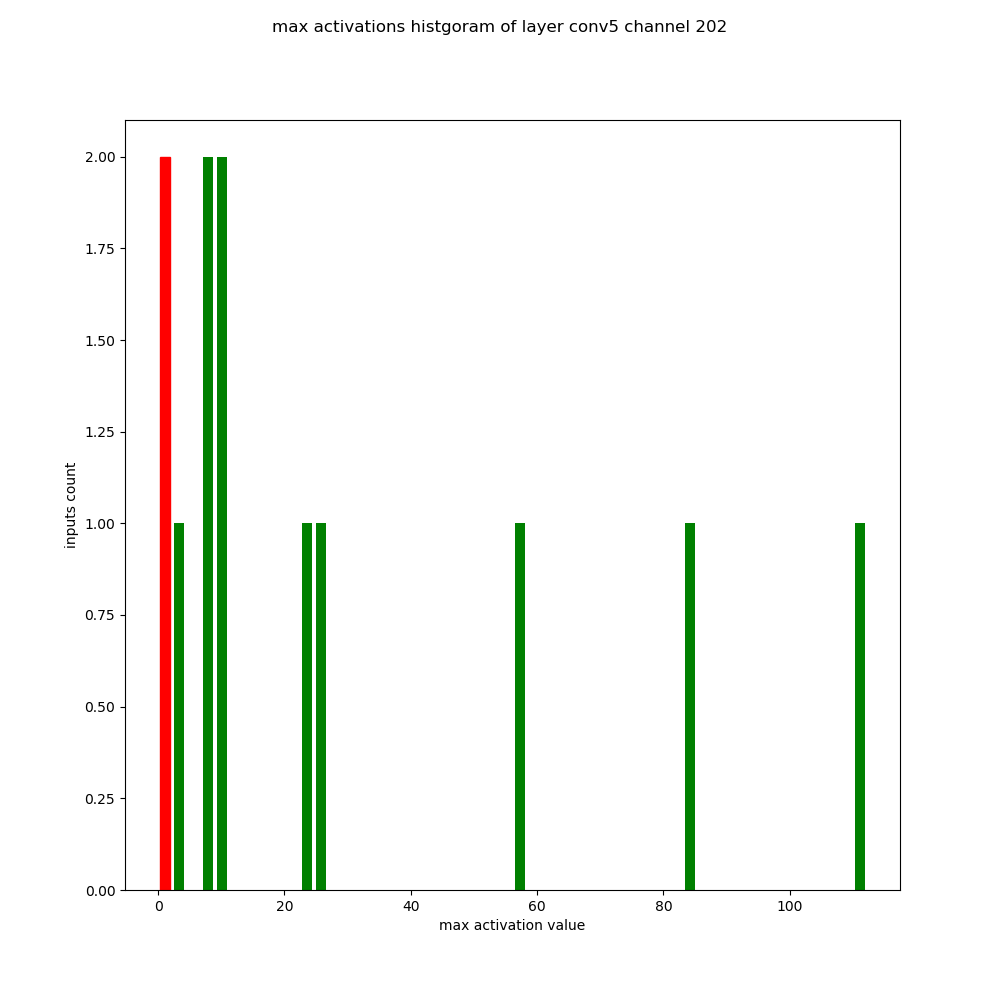 max activations histgoram of layer conv5 channel 202
2.00
1.75
1.50
1.25
1.00
0.75
0.50
0.25
0.00
inputs count
0 20 40 60 80 100
max activation value